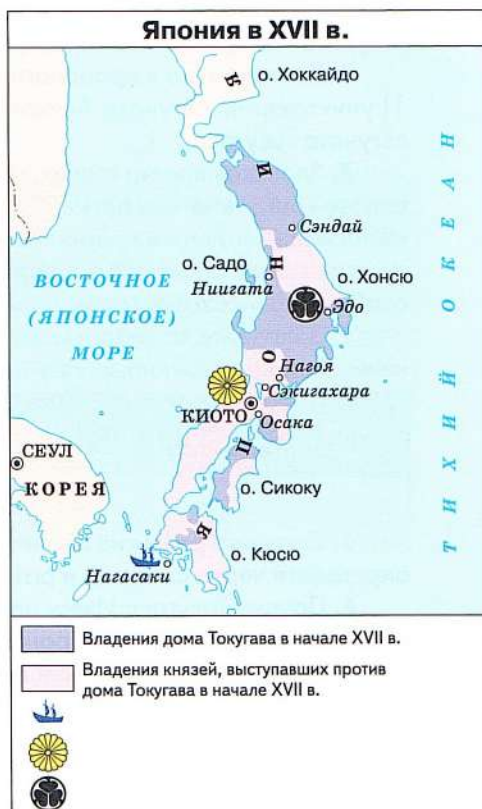 Япония в XVII в.
о. Хоккайдо
Сэндай
о. Садо
Ниигата
о. Хонсю
Эдо
ВОСТОЧНОЕ
(ЯПОНСКОЕ)
МОРЕ
Нагоя
Сэкигахара
КИОТО
Осака
СЕУЛ
КОРЕЯ
о. Сикоку
о. Кюсю
Нагасаки
ЯПОНИЯ
ТИХИЙ ОКЕАН
Владения дома Токугава в начале XVII в.
Владения князей, выступавших против
дома Токугава в начале XVII в.